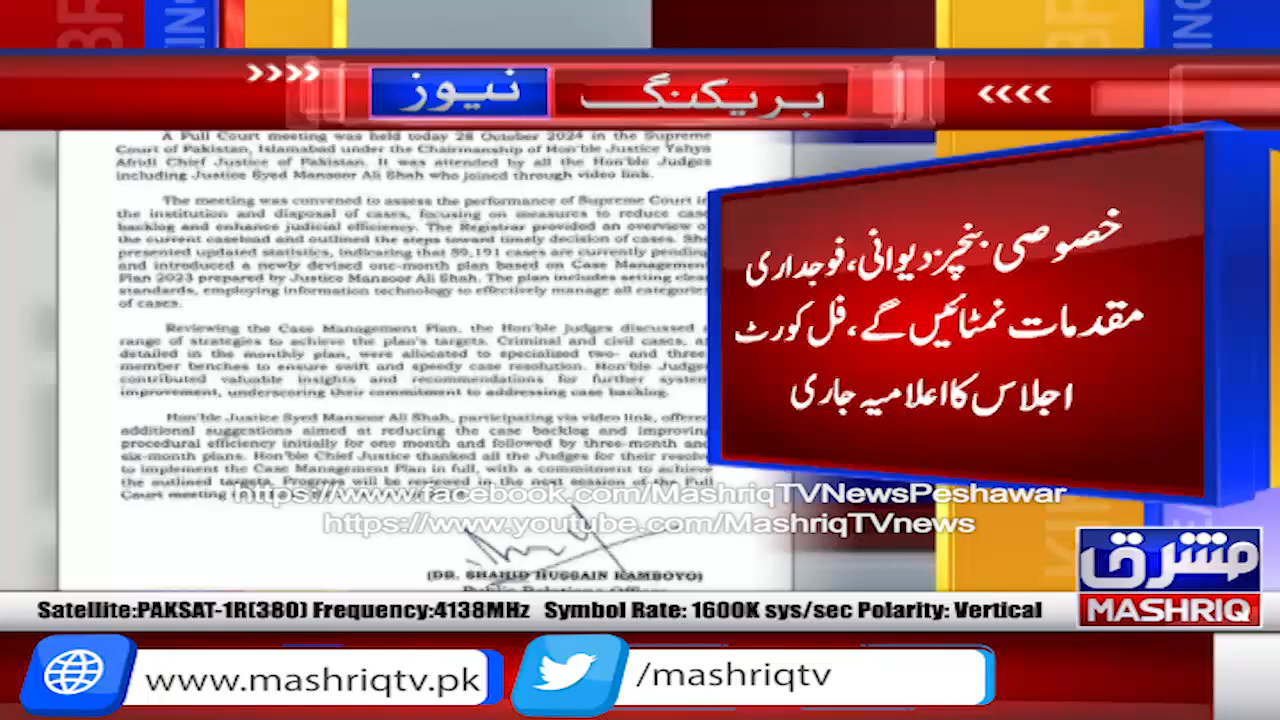 بریکنگ نیوز
A Full Court meeting was held today 28 October 2024 in the Supreme
Court of Pakistan, Islamabad under the Chairmanship of Hon'ble Justice Yahya
Afridi Chief Justice of Pakistan. It was attended by all the Hon'ble Judges
including Justice Syed Mansoor Ali Shah who joined through video link.
The meeting was convened to assess the performance of Supreme Court in
the institution and disposal of cases, focusing on measures to reduce case
backlog and enhance judicial efficiency. The Registrar provided an overview of
the current caseload and outlined the steps toward timely decision of cases. She
presented updated statistics, indicating that 59,191 cases are currently pending
and introduced a newly devised one-month plan based on Case Management
Plan 2023 prepared by Justice Mansoor Ali Shah. The plan includes setting clear
standards, employing information technology to effectively manage all categories
of cases.
Reviewing the Case Management Plan, the Hon'ble Judges discussed a
range of strategies to achieve the plan's targets. Criminal and civil cases, as
detailed in the monthly plan, were allocated to specialized two- and three-
member benches to ensure swift and speedy case resolution. Hon'ble Judges
contributed valuable insights and recommendations for further system
improvement, underscoring their commitment to addressing case backlog.
Hon'ble Justice Syed Mansoor Ali Shah, participating via video link, offered
additional suggestions aimed at reducing the case backlog and improving
procedural efficiency initially for one month and followed by three-month and
six-month plans. Hon'ble Chief Justice thanked all the Judges for their resolve
to implement the Case Management Plan in full, with a commitment to achieve
the outlined targets. Progress will be reviewed in the next session of the Full
Court meeting
(DR. SHAHID HUSSAIN KAMBOYO)
Public Relations Officer
خصوصی بنچز دیوانی، فوجداری
مقدمات نمٹائیں گے، فل کورٹ
اجلاس کا اعلامیہ جاری
https://www.facebook.com/MashriqTVNewsPeshawar
https://www.youtube.com/MashriqTVnews
مشرق
MASHRIQ
Satellite:PAKSAT-1R(380) Frequency:4138MHz Symbol Rate: 1600K sys/sec Polarity: Vertical
www.mashriqtv.pk
/mashriqtv